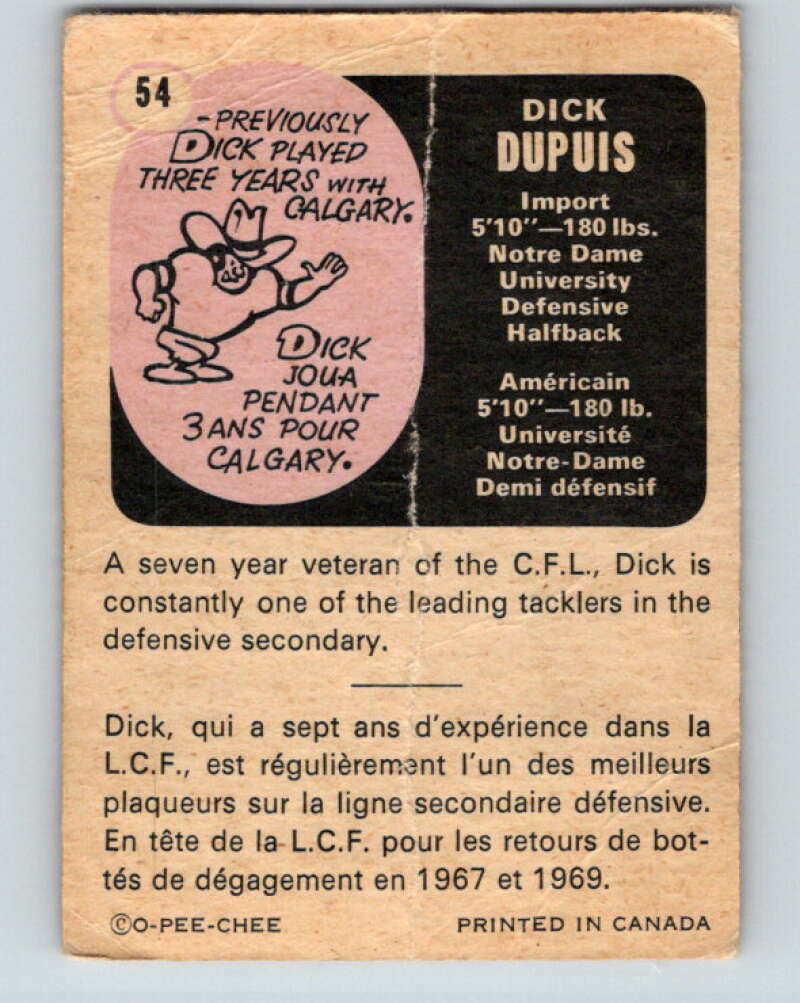 54
-PREVIOUSLY
DICK PLAYED
THREE YEARS WITH
CALGARY.
DICK
JOUA
PENDANT
3 ANS POUR
CALGARY.
DICK
DUPUIS
Import
5'10"—180 lbs.
Notre Dame
University
Defensive
Halfback
Américain
5'10"—180 lb.
Université
Notre-Dame
Demi défensif
A seven year veteran of the C.F.L., Dick is
constantly one of the leading tacklers in the
defensive secondary.
Dick, qui a sept ans d'expérience dans la
L.C.F., est régulièrement l'un des meilleurs
plaqueurs sur la ligne secondaire défensive.
En tête de la L.C.F. pour les retours de bot-
tés de dégagement en 1967 et 1969.
©O-PEE-CHEE
PRINTED IN CANADA